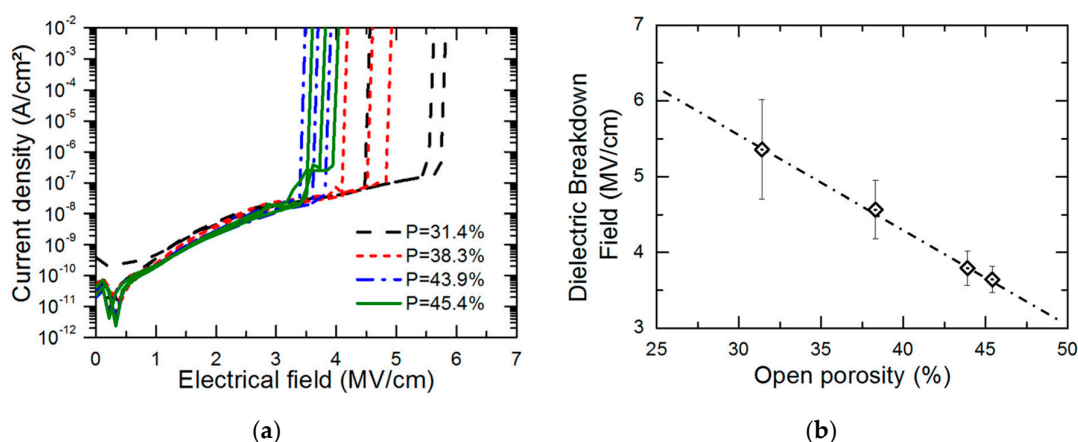 10⁻²
10⁻³
10⁻⁴
10⁻⁵
10⁻⁶
10⁻⁷
10⁻⁸
10⁻⁹
10⁻¹⁰
10⁻¹¹
10⁻¹²
Current density (A/cm²)
P=31.4%
P=38.3%
P=43.9%
P=45.4%
0 1 2 3 4 5 6 7
Electrical field (MV/cm)
(a)
7
6
5
4
3
Dielectric Breakdown
Field (MV/cm)
25 30 35 40 45 50
Open porosity (%)
(b)